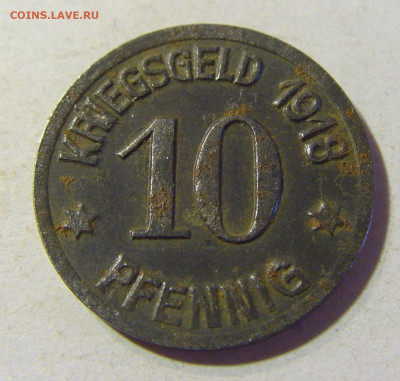 COINS.LAVE.RU
KRIEGSGELD 1918
10
PFENNIG